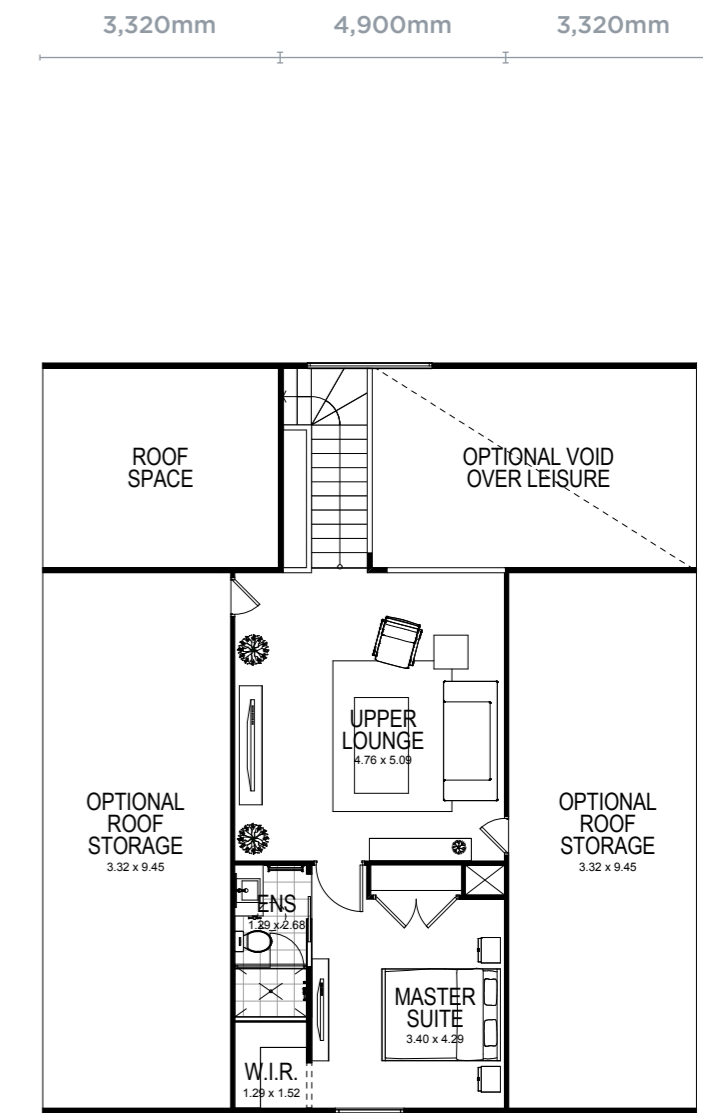 3,320mm 4,900mm 3,320mm
ROOF
SPACE
OPTIONAL VOID
OVER LEISURE
UPPER
LOUNGE
4.76 x 5.09
OPTIONAL
ROOF
STORAGE
3.32 x 9.45
OPTIONAL
ROOF
STORAGE
3.32 x 9.45
ENS
1.29 x 2.68
MASTER
SUITE
3.40 x 4.29
W.I.R.
1.29 x 1.52